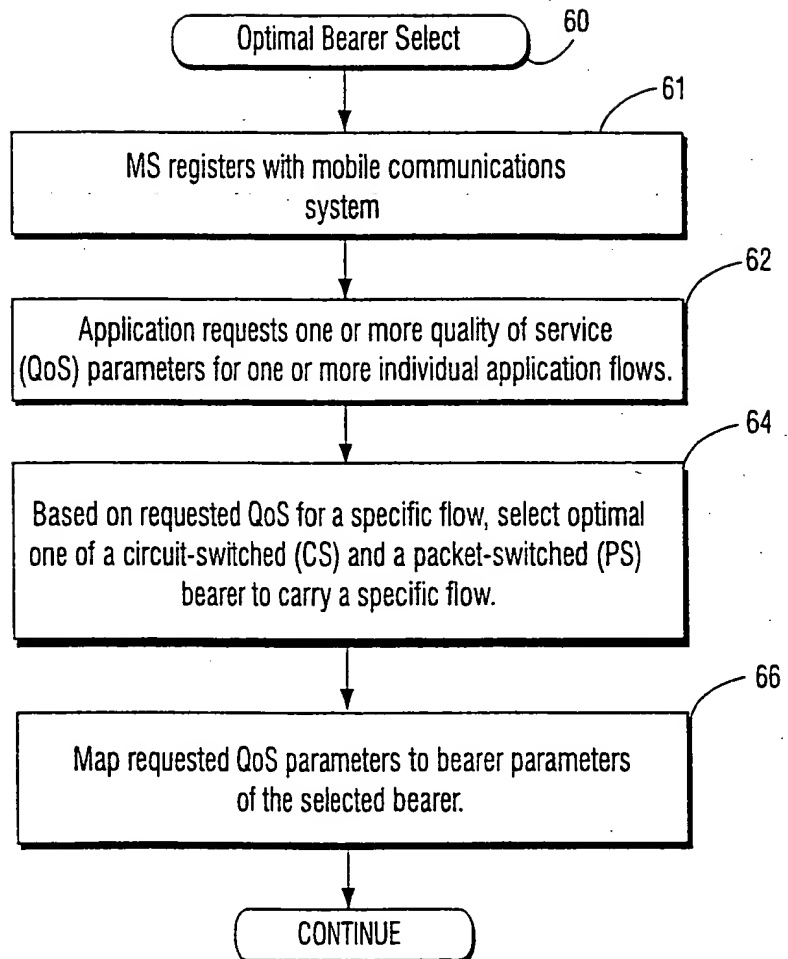 Optimal Bearer Select
60
61
MS registers with mobile communications
system
62
Application requests one or more quality of service
(QoS) parameters for one or more individual application flows.
64
Based on requested QoS for a specific flow, select optimal
one of a circuit-switched (CS) and a packet-switched (PS)
bearer to carry a specific flow.
66
Map requested QoS parameters to bearer parameters
of the selected bearer.
CONTINUE